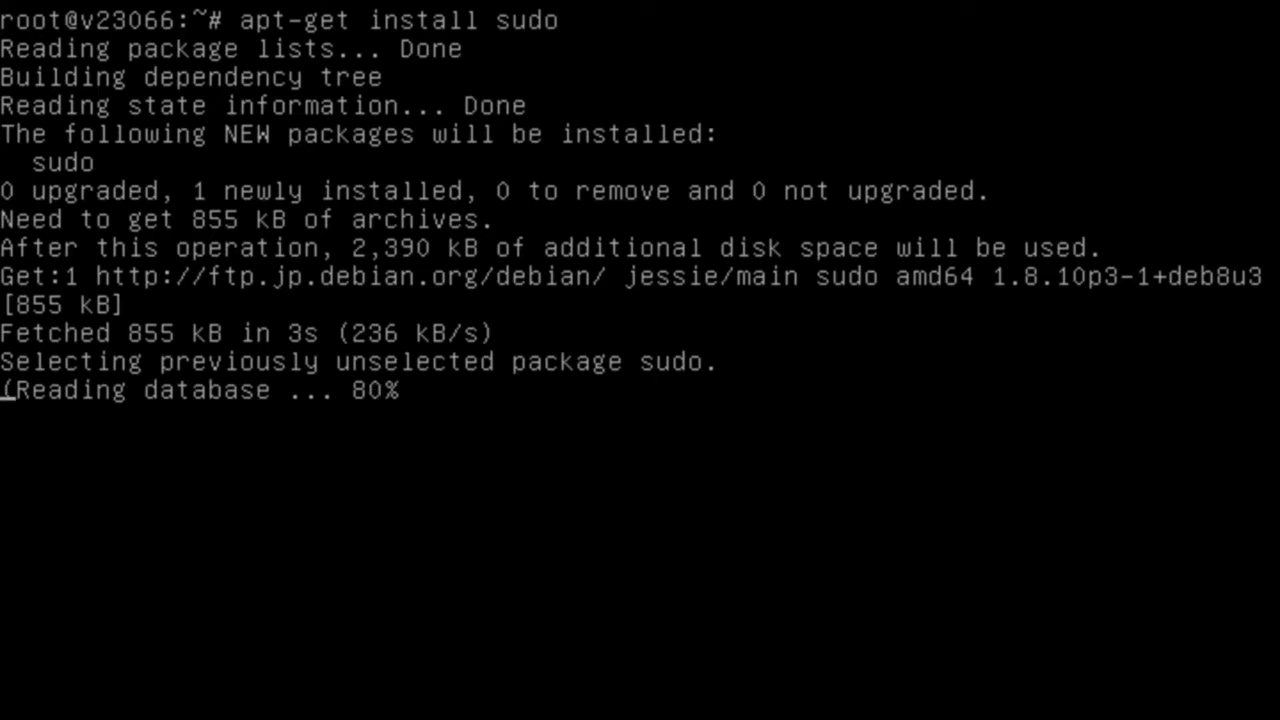 root@v23066:~# apt-get install sudo
Reading package lists... Done
Building dependency tree
Reading state information... Done
The following NEW packages will be installed:
  sudo
0 upgraded, 1 newly installed, 0 to remove and 0 not upgraded.
Need to get 855 kB of archives.
After this operation, 2,390 kB of additional disk space will be used.
Get:1 http://ftp.jp.debian.org/debian/ jessie/main sudo amd64 1.8.10p3-1+deb8u3
[855 kB]
Fetched 855 kB in 3s (236 kB/s)
Selecting previously unselected package sudo.
(Reading database ... 80%